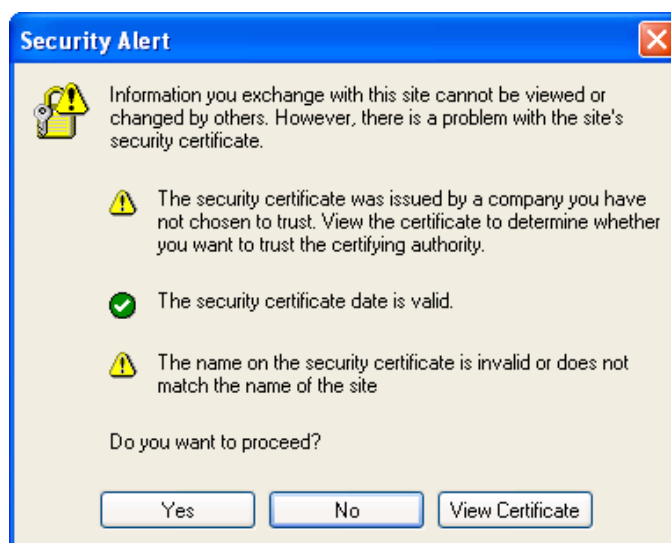 Security Alert
Information you exchange with this site cannot be viewed or
changed by others. However, there is a problem with the site's
security certificate.
The security certificate was issued by a company you have
not chosen to trust. View the certificate to determine whether
you want to trust the certifying authority.
The security certificate date is valid.
The name on the security certificate is invalid or does not
match the name of the site
Do you want to proceed?
Yes No View Certificate